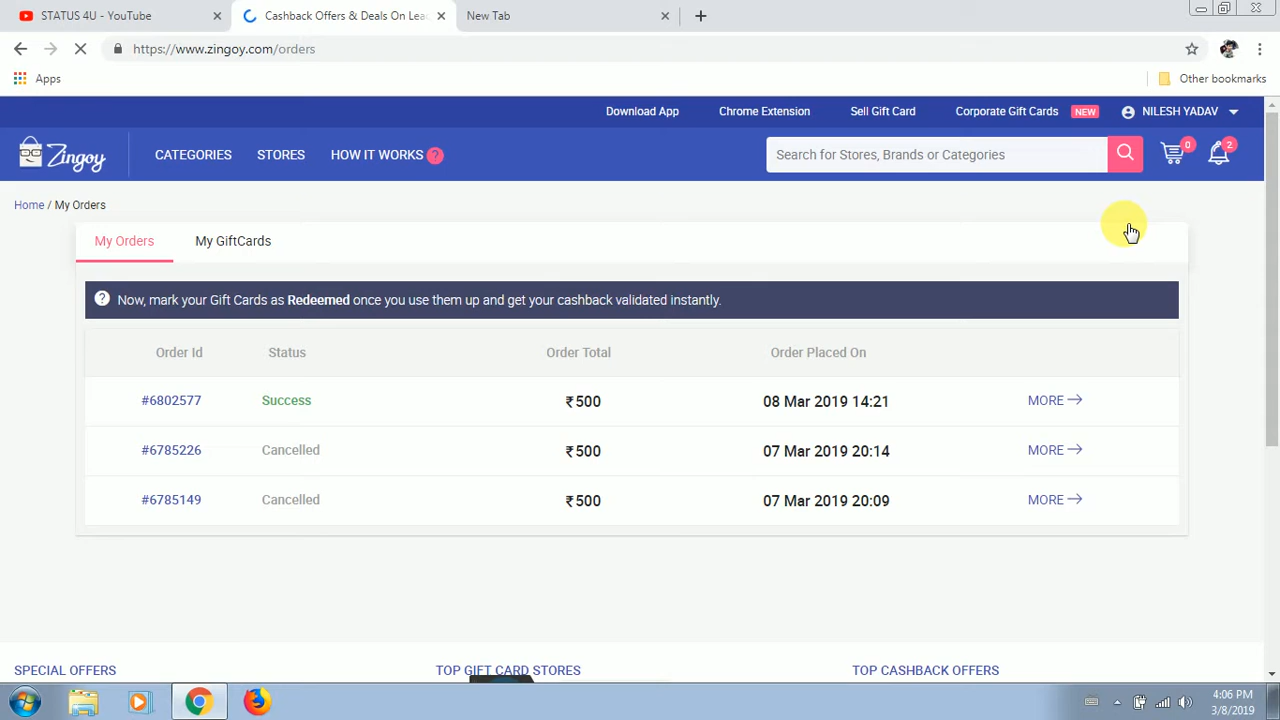 STATUS 4U - YouTube
Cashback Offers & Deals On Lea
New Tab
https://www.zingoy.com/orders
Apps
Other bookmarks
Download App
Chrome Extension
Sell Gift Card
Corporate Gift Cards NEW
NILESH YADAV
Zingoy
CATEGORIES
STORES
HOW IT WORKS ?
Search for Stores, Brands or Categories
0
2
Home / My Orders
My Orders
My GiftCards
? Now, mark your Gift Cards as Redeemed once you use them up and get your cashback validated instantly.
Order Id Status Order Total Order Placed On
#6802577 Success ₹500 08 Mar 2019 14:21 MORE
#6785226 Cancelled ₹500 07 Mar 2019 20:14 MORE
#6785149 Cancelled ₹500 07 Mar 2019 20:09 MORE
SPECIAL OFFERS
TOP GIFT CARD STORES
TOP CASHBACK OFFERS
4:06 PM
3/8/2019